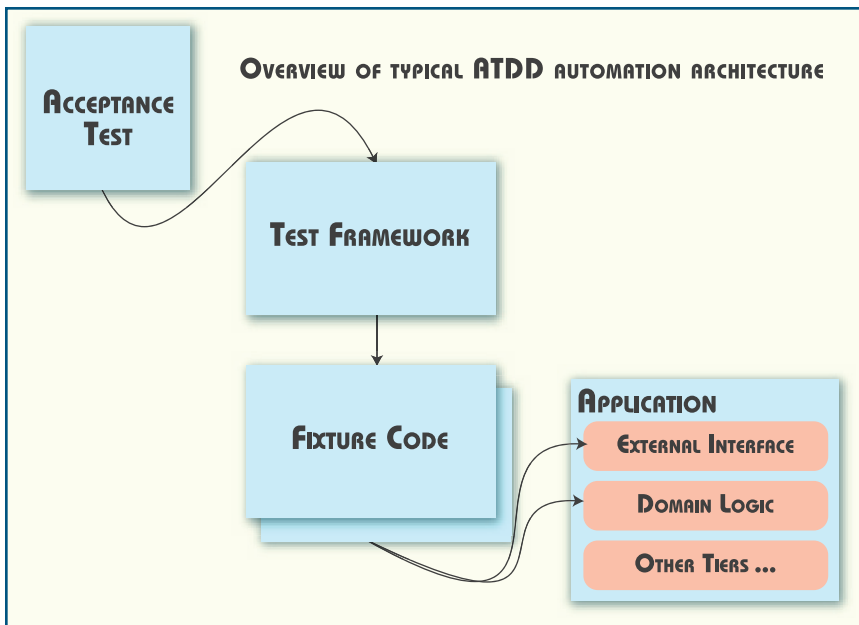 Overview of typical ATDD automation architecture
Acceptance
Test
Test Framework
Fixture Code
Application
External Interface
Domain Logic
Other Tiers ...